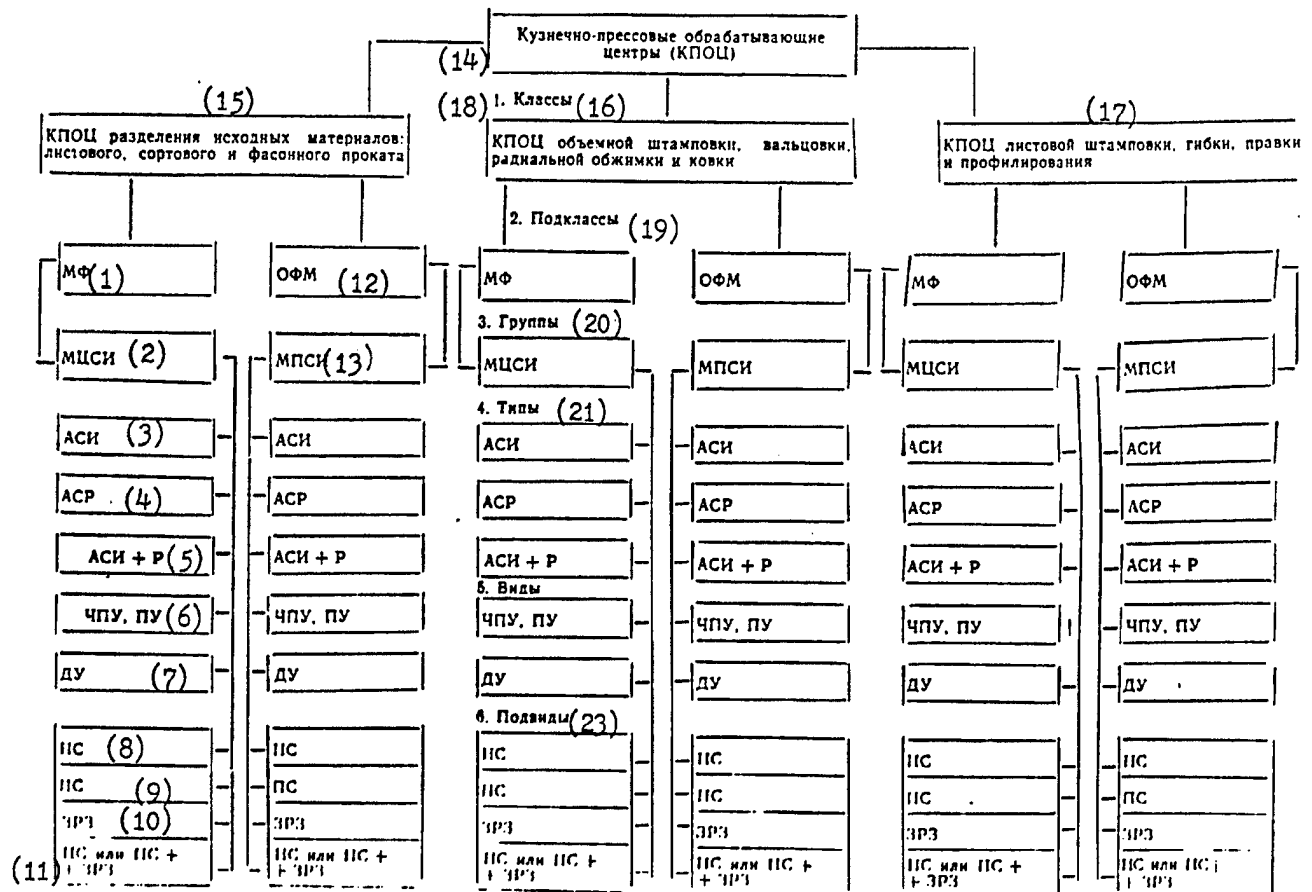 Кузнечно-прессовые обрабатывающие
центры (КПОЦ)
(14)
(15)
(18) 1. Классы (16)
(17)
КПОЦ разделения исходных материалов:
листового, сортового и фасонного проката
КПОЦ объемной штамповки, вальцовки,
радиальной обжимки и ковки
КПОЦ листовой штамповки, гибки, правки
и профилирования
2. Подклассы (19)
МФ (1)
ОФМ (12)
МФ
ОФМ
МФ
ОФМ
3. Группы (20)
МЦСИ (2)
МПСИ (13)
МЦСИ
МПСИ
МЦСИ
МПСИ
4. Типы (21)
АСИ (3)
АСИ
АСИ
АСИ
АСИ
АСИ
АСР (4)
АСР
АСР
АСР
АСР
АСР
АСИ + Р (5)
АСИ + Р
АСИ + Р
АСИ + Р
АСИ + Р
АСИ + Р
5. Виды
ЧПУ, ПУ (6)
ЧПУ, ПУ
ЧПУ, ПУ
ЧПУ, ПУ
ЧПУ, ПУ
ЧПУ, ПУ
ДУ (7)
ДУ
ДУ
ДУ
ДУ
ДУ
6. Подвиды (23)
НС (8)
НС
НС
НС
НС
НС
ПС (9)
ПС
ПС
ПС
ПС
ПС
ЗРЗ (10)
ЗРЗ
ЗРЗ
ЗРЗ
ЗРЗ
ЗРЗ
(11) НС или ПС +
+ ЗРЗ
НС или ПС +
+ ЗРЗ
НС или ПС +
+ ЗРЗ
НС или ПС +
+ ЗРЗ
НС или ПС +
+ ЗРЗ
НС или ПС +
+ ЗРЗ